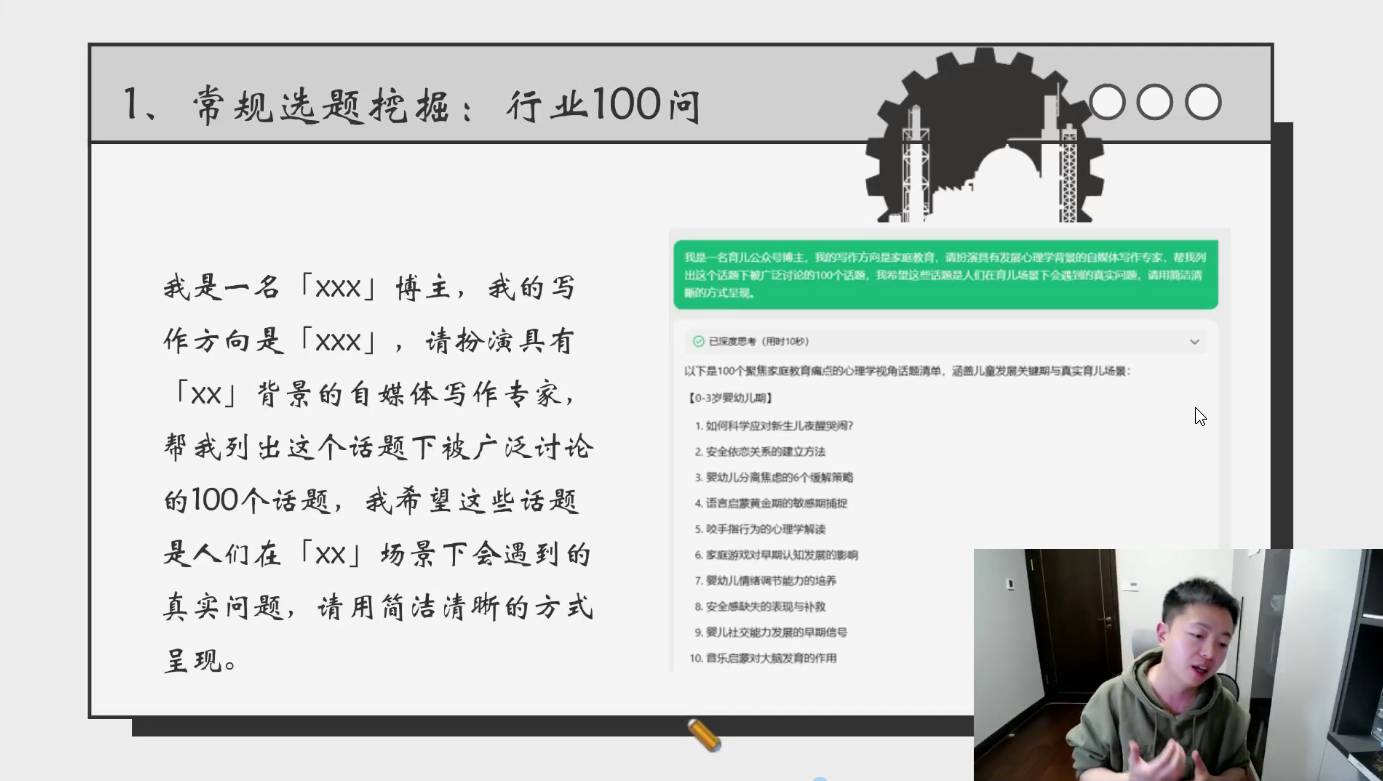 1、常规选题挖掘：行业100问
我是一名「xxx」博主，我的写
作方向是「xxx」，请扮演具有
「xx」背景的自媒体写作专家，
帮我列出这个话题下被广泛讨论
的100个话题，我希望这些话题
是人们在「xx」场景下会遇到的
真实问题，请用简洁清晰的方式
呈现。
我是一名育儿公众号博主，我的写作方向是家庭教育，请扮演具有发展心理学背景的自媒体写作专家，帮我列
出这个话题下被广泛讨论的100个话题，我希望这些话题是人们在育儿场景下会遇到的真实问题，请用简洁清
晰的方式呈现。
已深度思考（用时10秒）
以下是100个聚焦家庭教育痛点的心理学视角话题清单，涵盖儿童发展关键期与真实育儿场景：
【0-3岁婴幼儿期】
1. 如何科学应对新生儿夜醒哭闹？
2. 安全依恋关系的建立方法
3. 婴幼儿分离焦虑的6个缓解策略
4. 语言启蒙黄金期的敏感期捕捉
5. 咬手指行为的心理学解读
6. 家庭游戏对早期认知发展的影响
7. 婴幼儿情绪调节能力的培养
8. 安全感缺失的表现与补救
9. 婴儿社交能力发展的早期信号
10. 音乐启蒙对大脑发育的作用